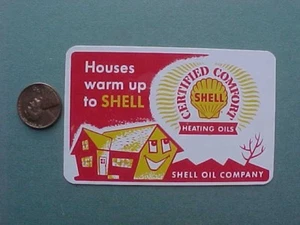 Houses
warm up
to SHELL
CERTIFIED COMFORT
SHELL
HEATING OILS
SHELL OIL COMPANY